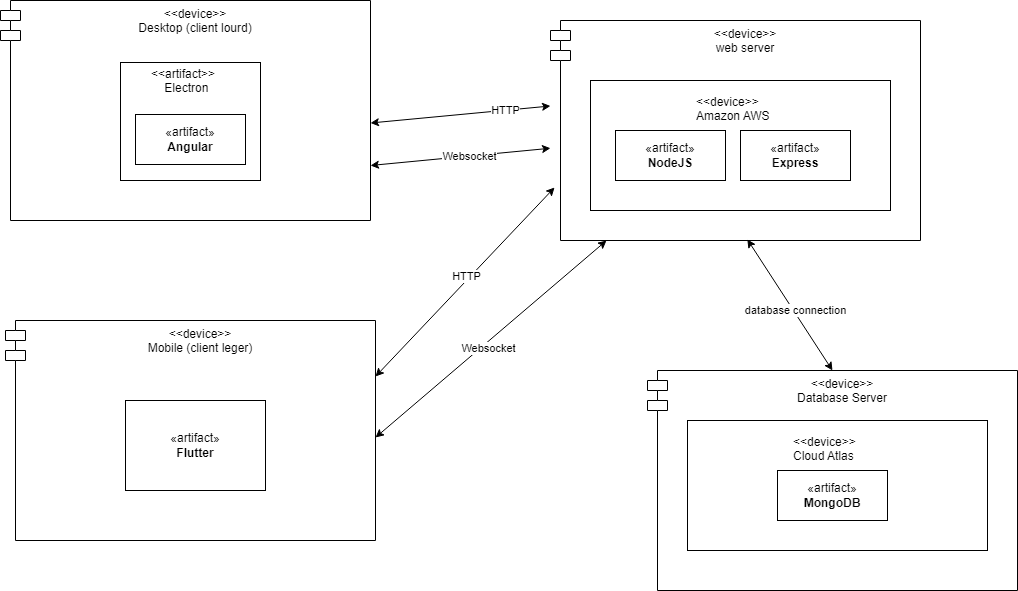 <<device>>
Desktop (client lourd)
<<artifact>>
Electron
«artifact»
Angular
HTTP
Websocket
<<device>>
web server
<<device>>
Amazon AWS
«artifact»
NodeJS
«artifact»
Express
HTTP
Websocket
database connection
<<device>>
Mobile (client leger)
«artifact»
Flutter
<<device>>
Database Server
<<device>>
Cloud Atlas
«artifact»
MongoDB